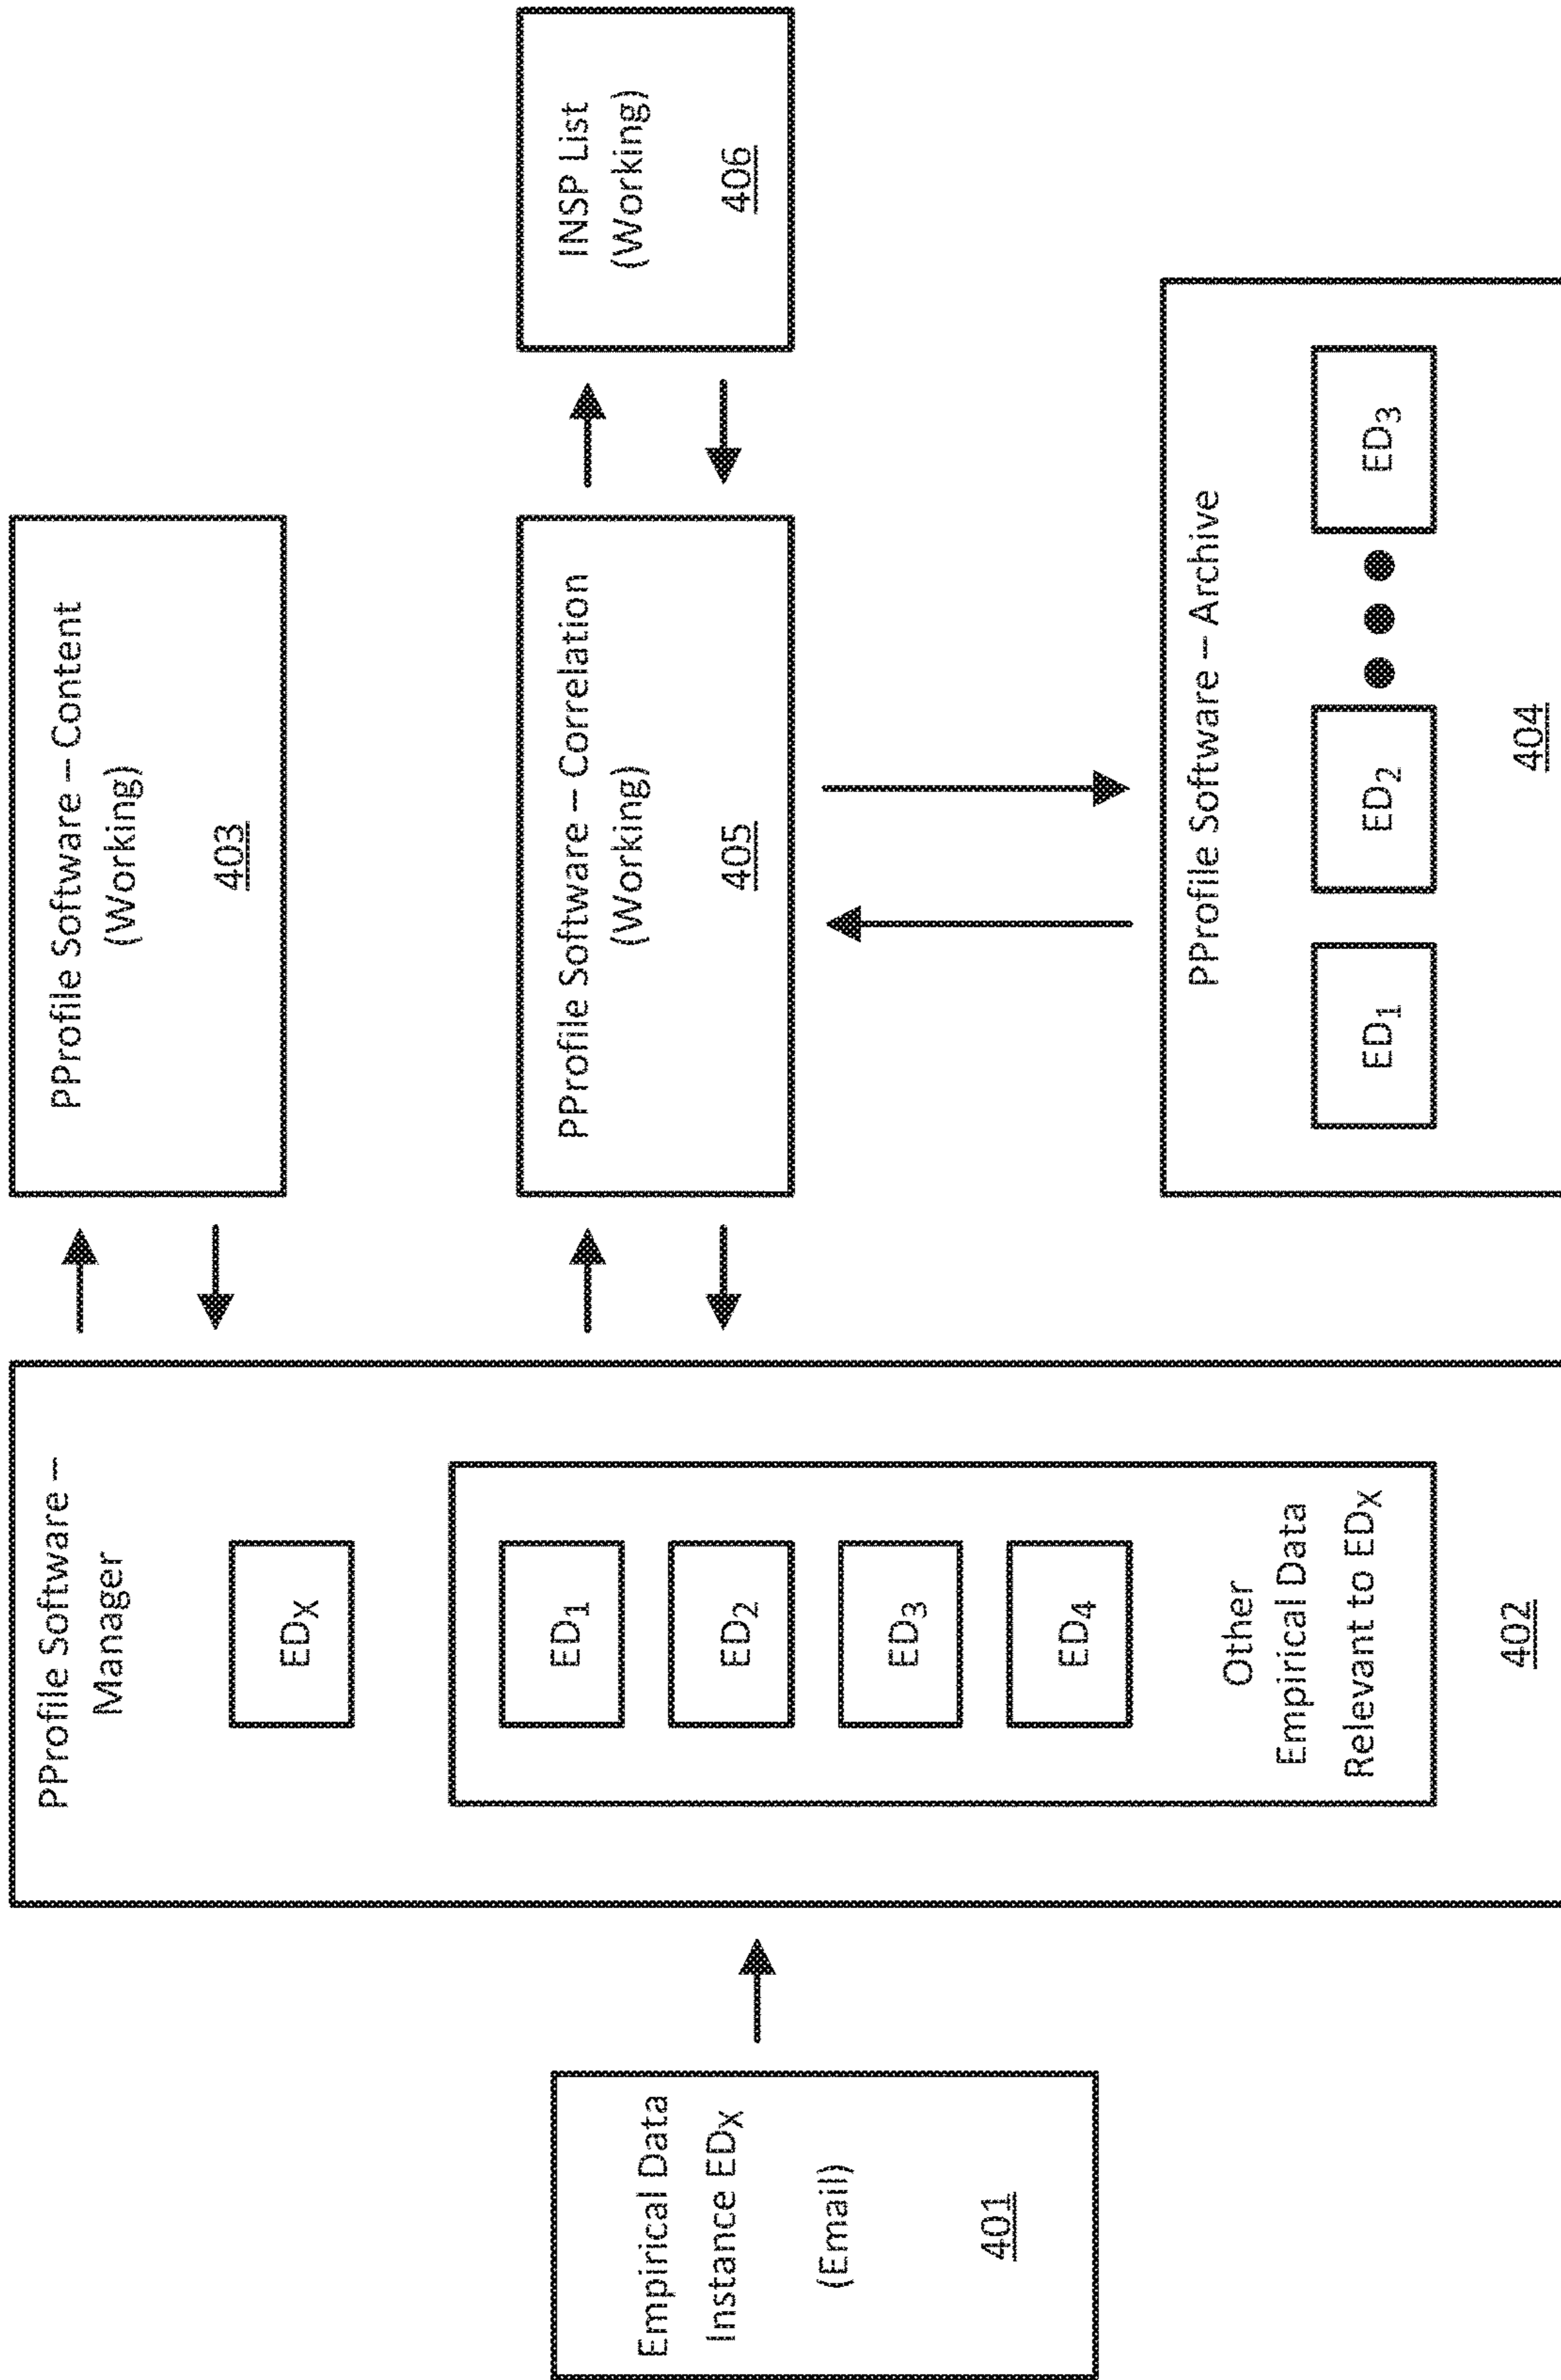 Empirical Data
Instance EDX
(Email)
401
PProfile Software –
Manager
EDX
ED1
ED2
ED3
ED4
Other
Empirical Data
Relevant to EDX
402
PProfile Software – Content
(Working)
403
PProfile Software – Correlation
(Working)
405
INSP List
(Working)
406
PProfile Software – Archive
ED1
ED2
ED3
404